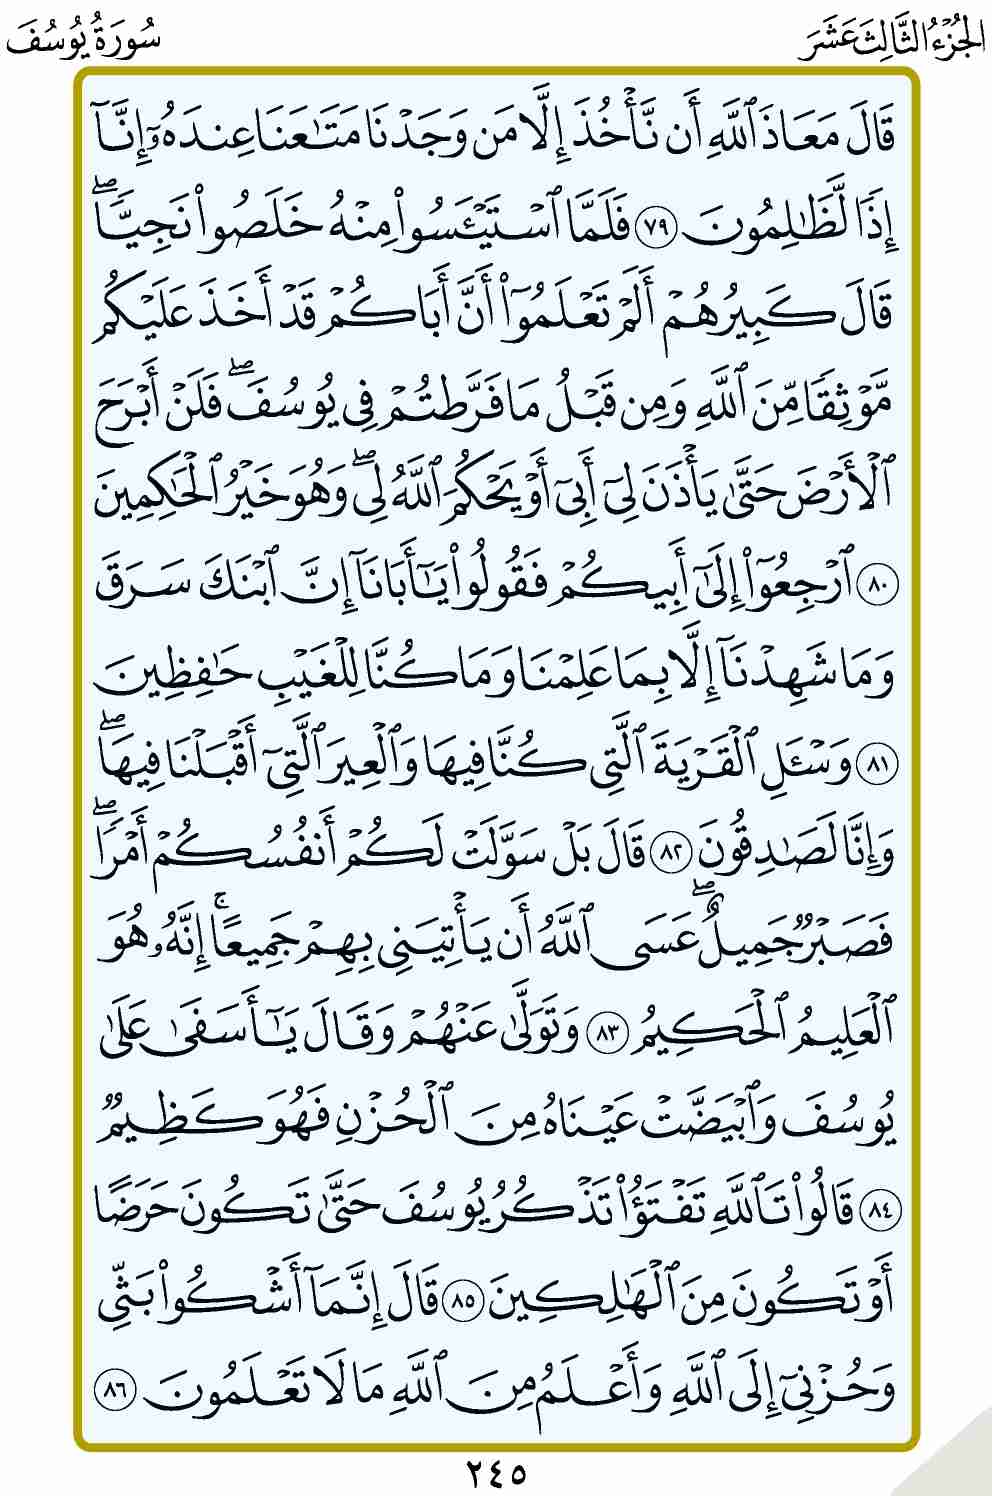 الجُزْءُ الثَّالِثَ عَشَرَ
سُورَةُ يُوسُفَ
قَالَ مَعَاذَ ٱللَّهِ أَن نَّأْخُذَ إِلَّا مَن وَجَدْنَا مَتَٰعَنَا عِندَهُۥٓ إِنَّآ
إِذًا لَّظَٰلِمُونَ ٧٩ فَلَمَّا ٱسْتَيْـَٔسُوا۟ مِنْهُ خَلَصُوا۟ نَجِيًّا ۖ
قَالَ كَبِيرُهُمْ أَلَمْ تَعْلَمُوٓا۟ أَنَّ أَبَاكُمْ قَدْ أَخَذَ عَلَيْكُم
مَّوْثِقًا مِّنَ ٱللَّهِ وَمِن قَبْلُ مَا فَرَّطتُمْ فِى يُوسُفَ ۖ فَلَنْ أَبْرَحَ
ٱلْأَرْضَ حَتَّىٰ يَأْذَنَ لِىٓ أَبِىٓ أَوْ يَحْكُمَ ٱللَّهُ لِى ۖ وَهُوَ خَيْرُ ٱلْحَٰكِمِينَ
٨٠ ٱرْجِعُوٓا۟ إِلَىٰٓ أَبِيكُمْ فَقُولُوا۟ يَٰٓأَبَانَآ إِنَّ ٱبْنَكَ سَرَقَ
وَمَا شَهِدْنَآ إِلَّا بِمَا عَلِمْنَا وَمَا كُنَّا لِلْغَيْبِ حَٰفِظِينَ
٨١ وَسْـَٔلِ ٱلْقَرْيَةَ ٱلَّتِى كُنَّا فِيهَا وَٱلْعِيرَ ٱلَّتِىٓ أَقْبَلْنَا فِيهَا ۖ
وَإِنَّا لَصَٰدِقُونَ ٨٢ قَالَ بَلْ سَوَّلَتْ لَكُمْ أَنفُسُكُمْ أَمْرًا ۖ
فَصَبْرٌ جَمِيلٌ ۖ عَسَى ٱللَّهُ أَن يَأْتِيَنِى بِهِمْ جَمِيعًا ۚ إِنَّهُۥ هُوَ
ٱلْعَلِيمُ ٱلْحَكِيمُ ٨٣ وَتَوَلَّىٰ عَنْهُمْ وَقَالَ يَٰٓأَسَفَىٰ عَلَىٰ
يُوسُفَ وَٱبْيَضَّتْ عَيْنَاهُ مِنَ ٱلْحُزْنِ فَهُوَ كَظِيمٌ
٨٤ قَالُوا۟ تَٱللَّهِ تَفْتَؤُا۟ تَذْكُرُ يُوسُفَ حَتَّىٰ تَكُونَ حَرَضًا
أَوْ تَكُونَ مِنَ ٱلْهَٰلِكِينَ ٨٥ قَالَ إِنَّمَآ أَشْكُوا۟ بَثِّى
وَحُزْنِىٓ إِلَى ٱللَّهِ وَأَعْلَمُ مِنَ ٱللَّهِ مَا لَا تَعْلَمُونَ ٨٦
٢٤٥